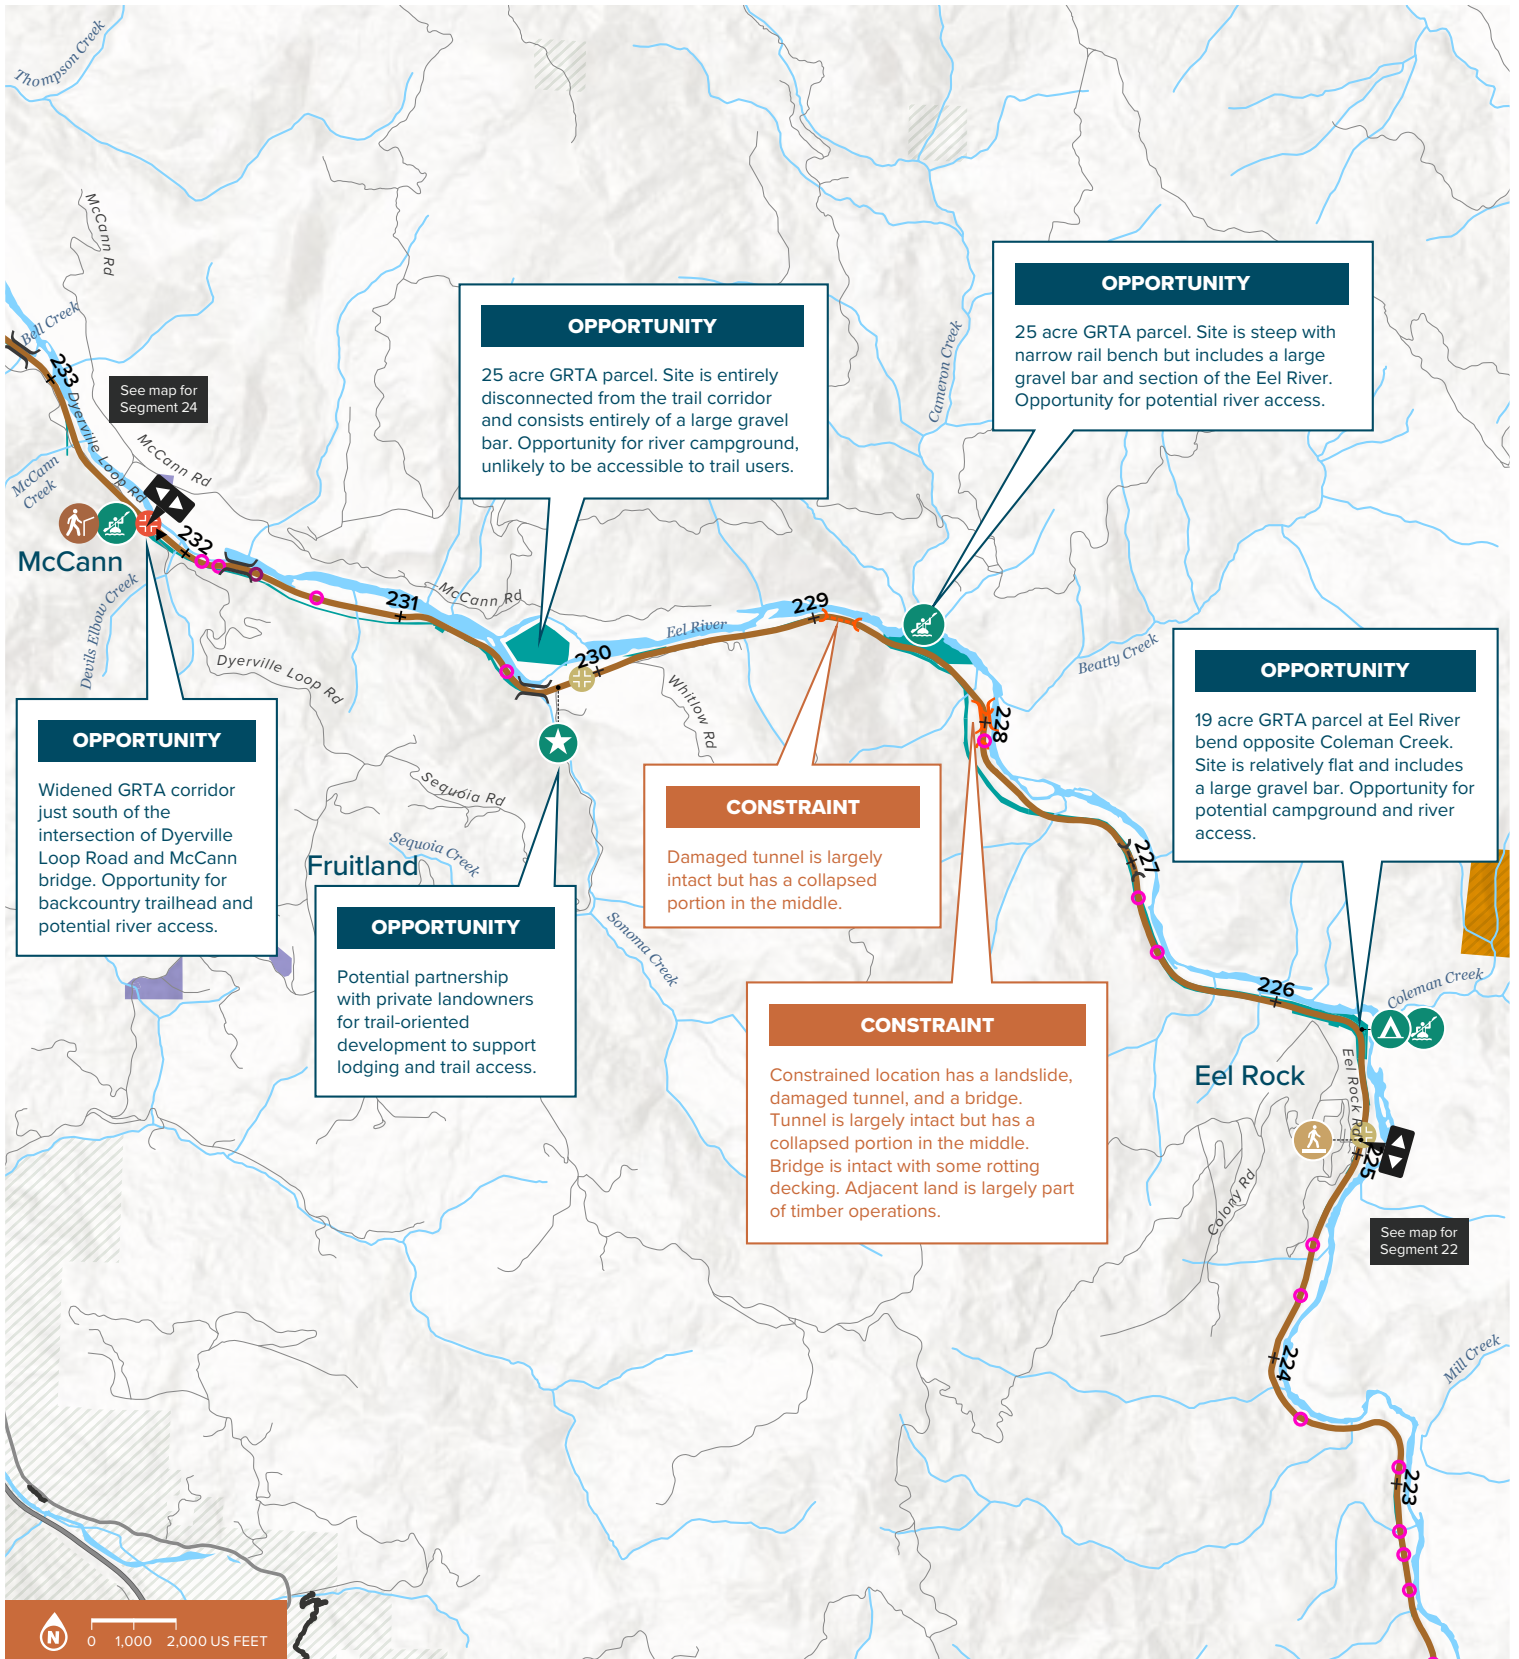 Thompson Creek
McCann Rd
Bell Creek
233
See map for
Segment 24
Dyerville Loop Rd
McCann Rd
McCann
Creek
McCann
232
Devils Elbow Creek
Dyerville Loop Rd
231
McCann Rd
OPPORTUNITY
25 acre GRTA parcel. Site is entirely
disconnected from the trail corridor
and consists entirely of a large gravel
bar. Opportunity for river campground,
unlikely to be accessible to trail users.
Cameron Creek
OPPORTUNITY
25 acre GRTA parcel. Site is steep with
narrow rail bench but includes a large
gravel bar and section of the Eel River.
Opportunity for potential river access.
230
Eel River
229
Whitlow Rd
228
Beatty Creek
OPPORTUNITY
19 acre GRTA parcel at Eel River
bend opposite Coleman Creek.
Site is relatively flat and includes
a large gravel bar. Opportunity for
potential campground and river
access.
OPPORTUNITY
Widened GRTA corridor
just south of the
intersection of Dyerville
Loop Road and McCann
bridge. Opportunity for
backcountry trailhead and
potential river access.
Sequoia Rd
Sequoia Creek
Fruitland
OPPORTUNITY
Potential partnership
with private landowners
for trail-oriented
development to support
lodging and trail access.
Sonoma Creek
CONSTRAINT
Damaged tunnel is largely
intact but has a collapsed
portion in the middle.
227
226
Coleman Creek
CONSTRAINT
Constrained location has a landslide,
damaged tunnel, and a bridge.
Tunnel is largely intact but has a
collapsed portion in the middle.
Bridge is intact with some rotting
decking. Adjacent land is largely part
of timber operations.
Eel Rock
Eel Rock Rd
225
Colony Rd
See map for
Segment 22
224
Mill Creek
223
N
0 1,000 2,000 US FEET